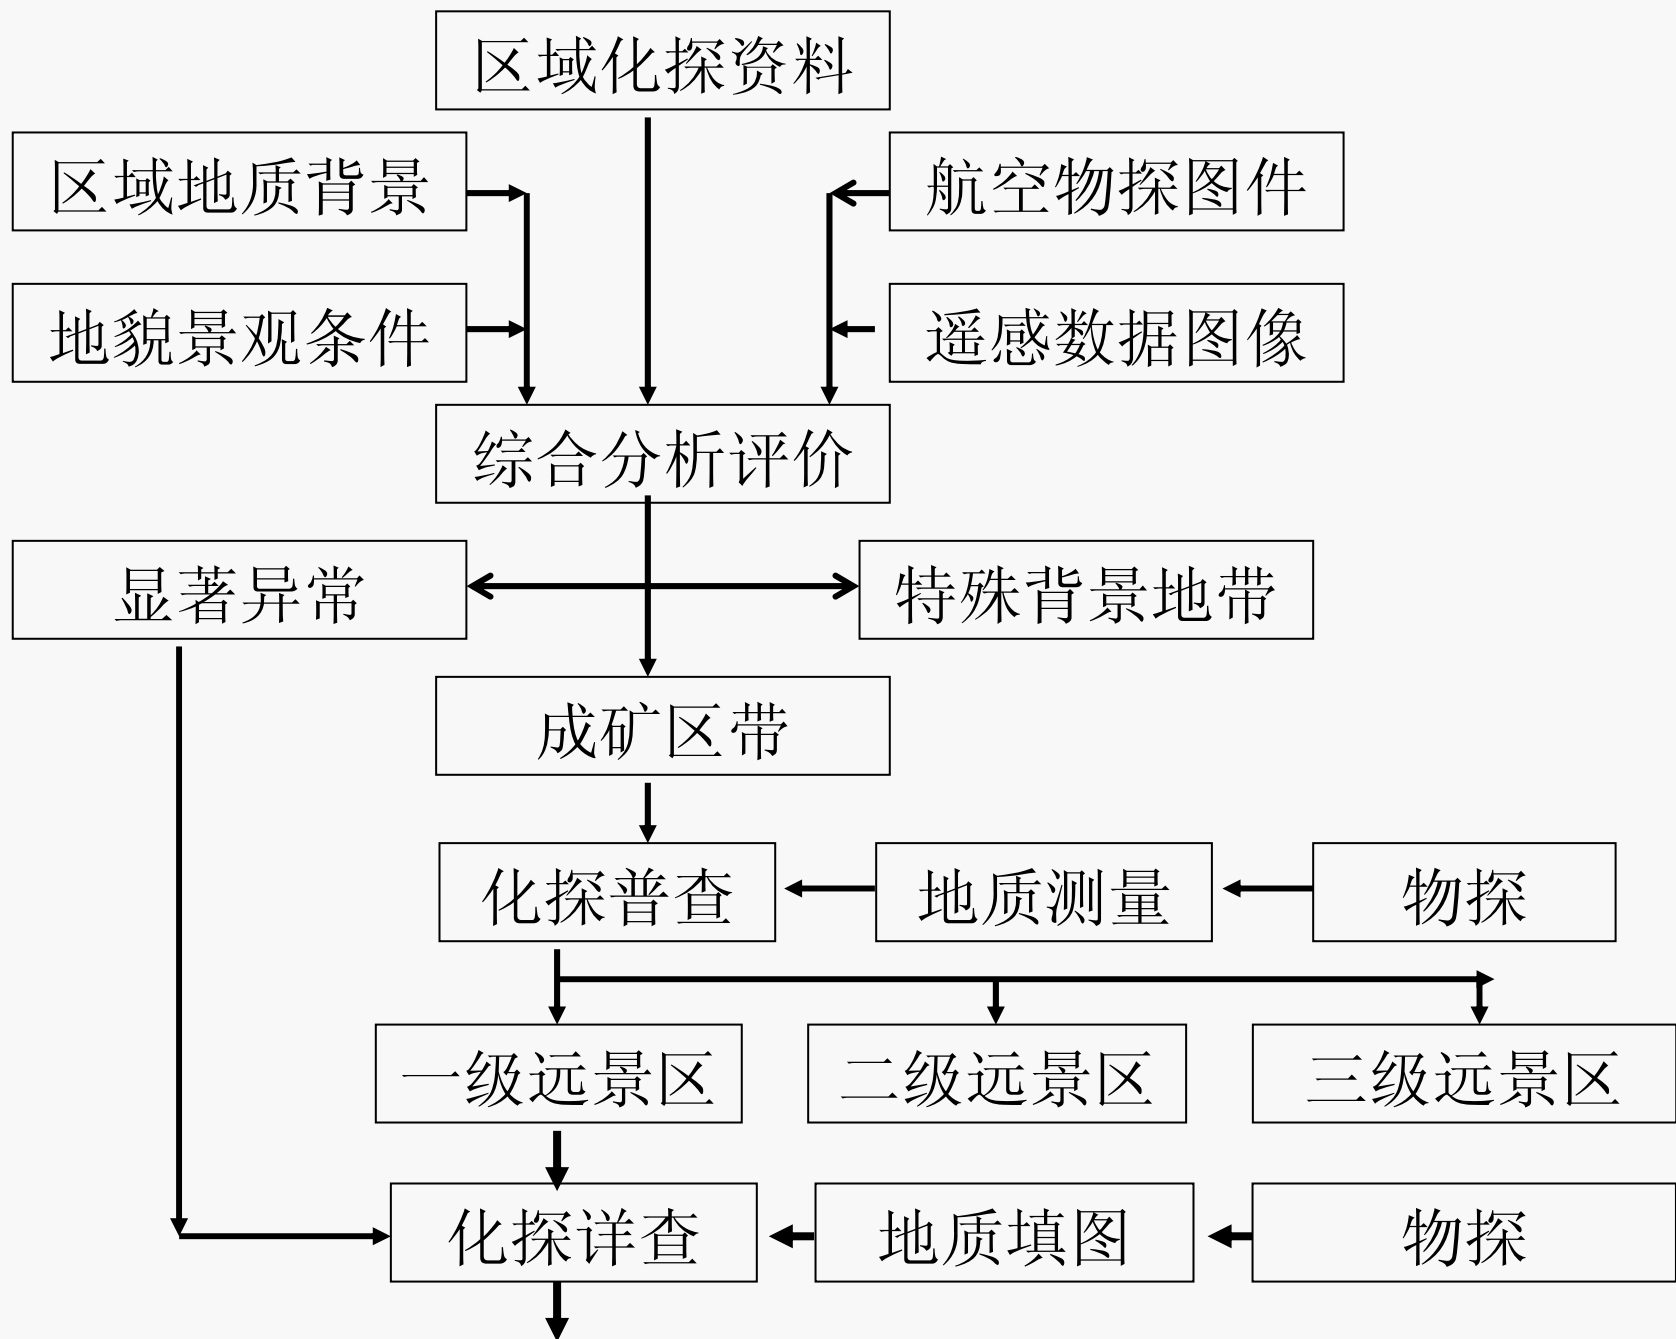 区域化探资料
区域地质背景
航空物探图件
地貌景观条件
遥感数据图像
综合分析评价
显著异常
特殊背景地带
成矿区带
化探普查
地质测量
物探
一级远景区
二级远景区
三级远景区
化探详查
地质填图
物探